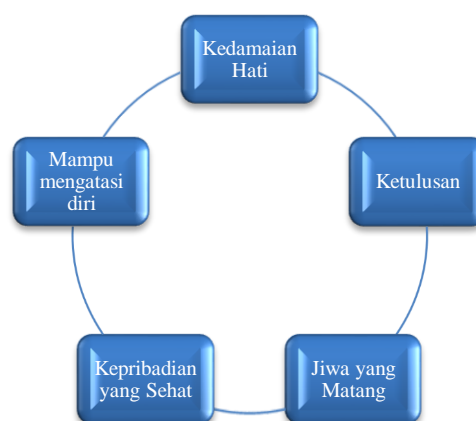 Kedamaian
Hati
Ketulusan
Jiwa yang
Matang
Kepribadian
yang Sehat
Mampu
mengatasi
diri